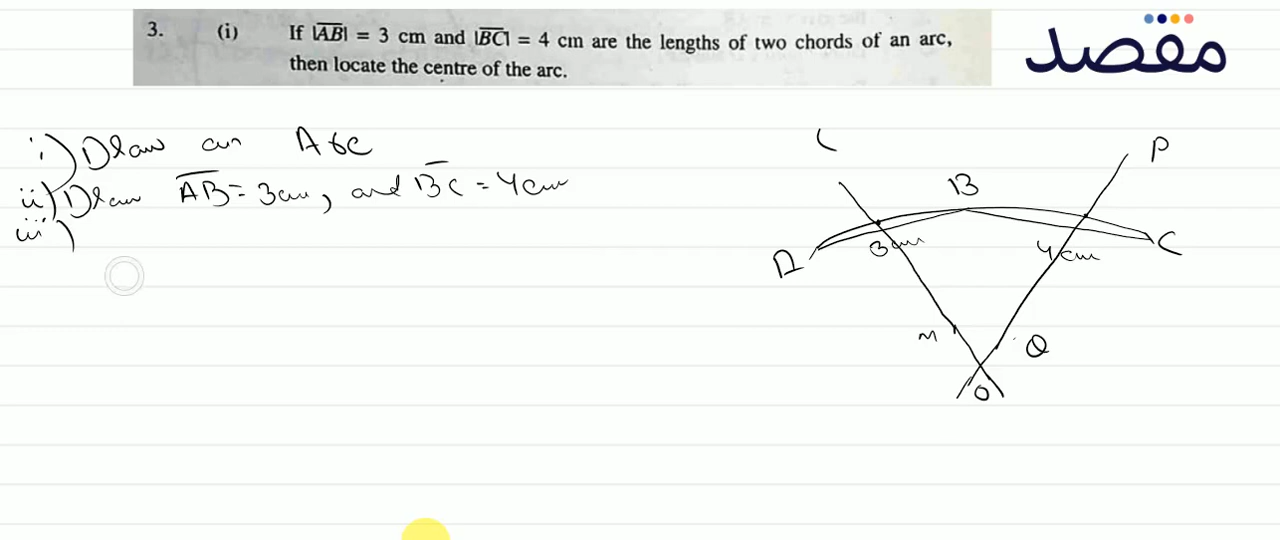 3. (i) If |AB| = 3 cm and |BC| = 4 cm are the lengths of two chords of an arc,
then locate the centre of the arc.
مقصد
i) Draw an ABC
ii) Draw AB = 3cm, and BC = 4cm
iii)
L
P
B
A
3cm
4cm
C
M
Q
O